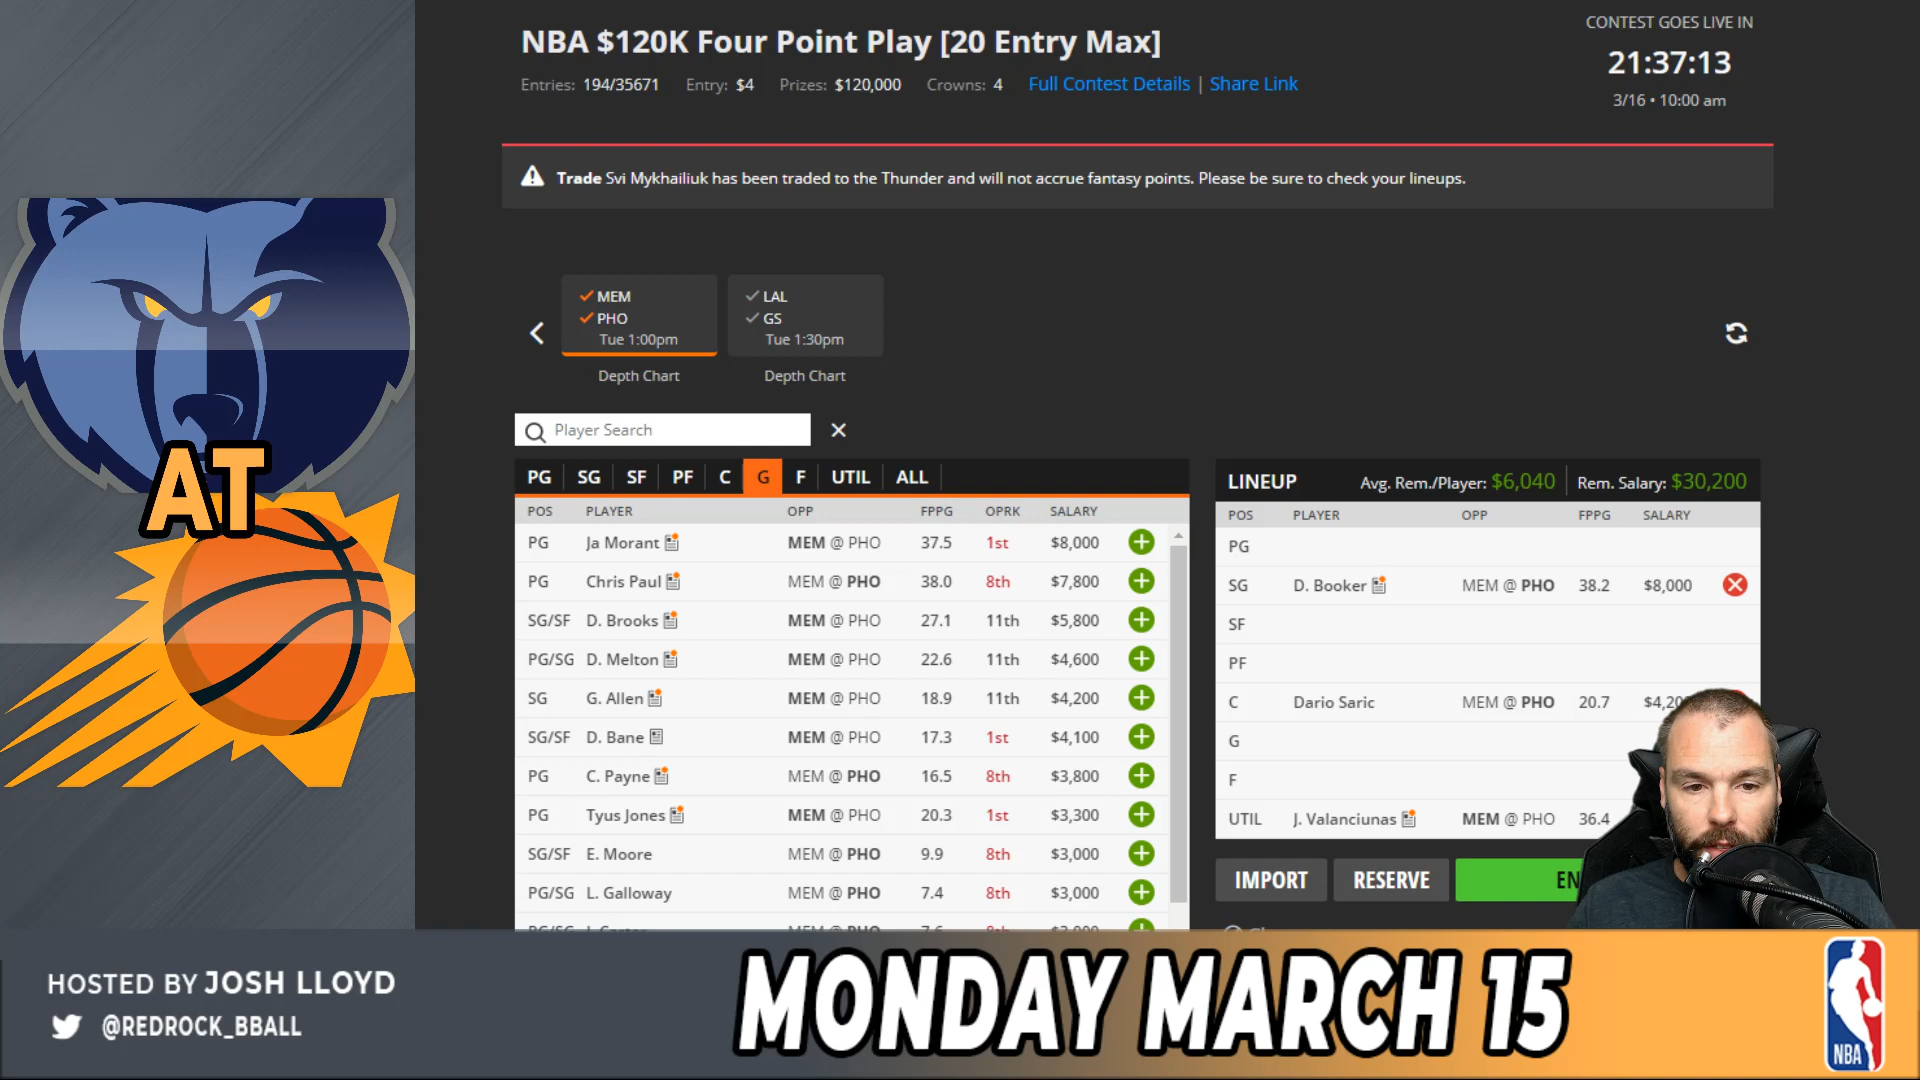 NBA $120K Four Point Play [20 Entry Max]
Entries: 194/35671 Entry: $4 Prizes: $120,000 Crowns: 4 Full Contest Details | Share Link
CONTEST GOES LIVE IN
21:37:13
3/16 • 10:00 am
Trade Svi Mykhailiuk has been traded to the Thunder and will not accrue fantasy points. Please be sure to check your lineups.
MEM
PHO
Tue 1:00pm
Depth Chart
LAL
GS
Tue 1:30pm
Depth Chart
Player Search
PG SG SF PF C G F UTIL ALL
POS PLAYER OPP FPPG OPRK SALARY
PG Ja Morant MEM @ PHO 37.5 1st $8,000
PG Chris Paul MEM @ PHO 38.0 8th $7,800
SG/SF D. Brooks MEM @ PHO 27.1 11th $5,800
PG/SG D. Melton MEM @ PHO 22.6 11th $4,600
SG G. Allen MEM @ PHO 18.9 11th $4,200
SG/SF D. Bane MEM @ PHO 17.3 1st $4,100
PG C. Payne MEM @ PHO 16.5 8th $3,800
PG Tyus Jones MEM @ PHO 20.3 1st $3,300
SG/SF E. Moore MEM @ PHO 9.9 8th $3,000
PG/SG L. Galloway MEM @ PHO 7.4 8th $3,000
LINEUP Avg. Rem./Player: $6,040 Rem. Salary: $30,200
POS PLAYER OPP FPPG SALARY
PG
SG D. Booker MEM @ PHO 38.2 $8,000
SF
PF
C Dario Saric MEM @ PHO 20.7
G
F
UTIL J. Valanciunas MEM @ PHO 36.4
IMPORT RESERVE
AT
HOSTED BY JOSH LLOYD
@REDROCK_BBALL
MONDAY MARCH 15
NBA